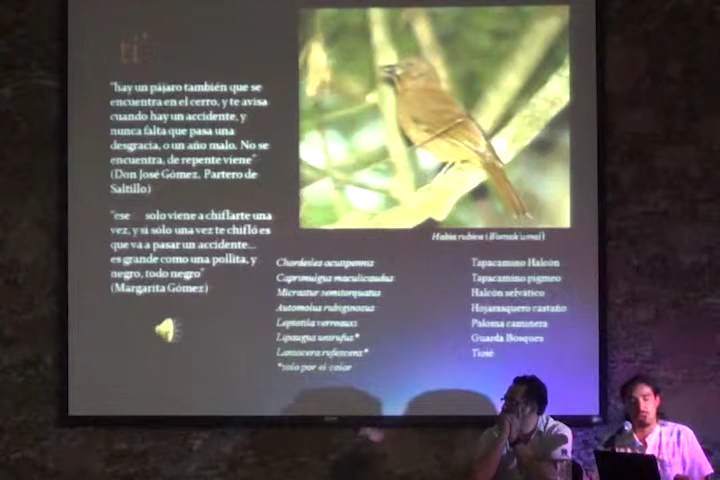 ti'
"hay un pájaro también que se
encuentra en el cerro, y te avisa
cuando hay un accidente, y
nunca falta que pasa una
desgracia, o un año malo. No se
encuentra, de repente viene"
(Don José Gómez, Partero de
Saltillo)
"ese solo viene a chiflarte una
vez, y si sólo una vez te chifló es
que va a pasar un accidente...
es grande como una pollita, y
negro, todo negro"
(Margarita Gómez)
Habia rubica
Chordeiles acutipennis Tapacamino Halcón
Caprimulgus maculicaudus Tapacamino pigmeo
Micrastur semitorquatus Halcón selvático
Automolus rubiginosus Hojarasquero castaño
Leptotila verreauxi Paloma
Lipaugus unirufus* Guarda Bosques
Laniocera rufescens*
*solo por el color